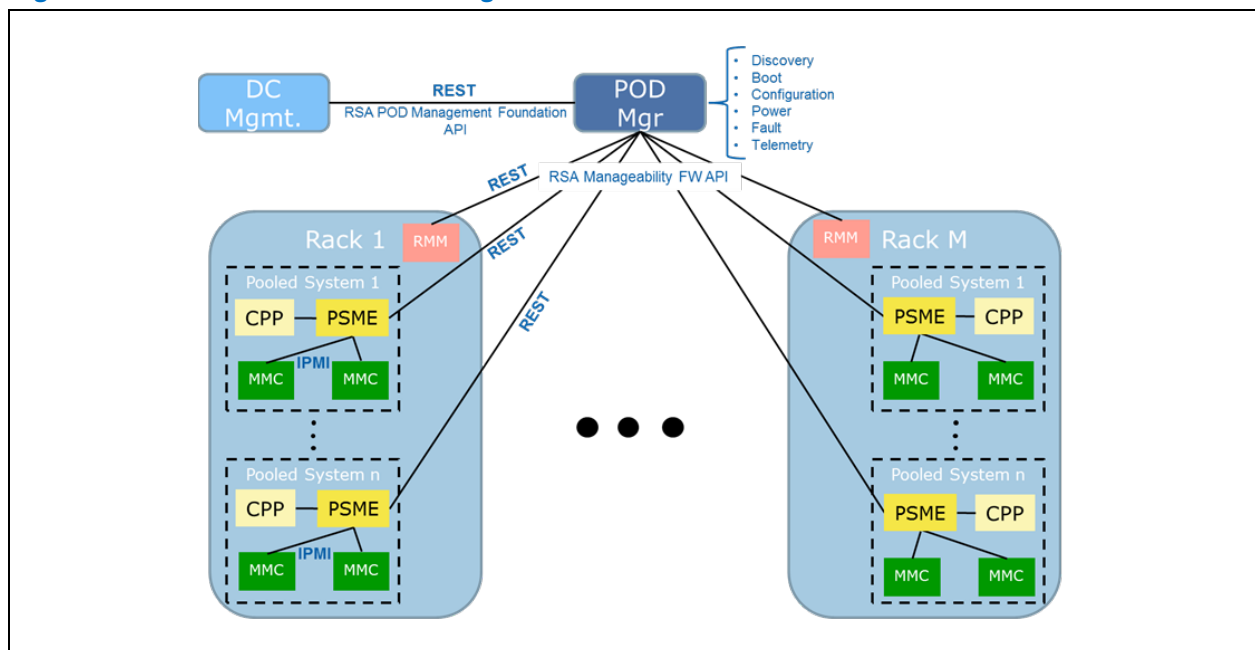 DC
Mgmt.
REST
RSA POD Management Foundation
API
POD
Mgr
• Discovery
• Boot
• Configuration
• Power
• Fault
• Telemetry
REST
RSA Manageability FW API
REST
REST
Rack 1
RMM
Pooled System 1
CPP
PSME
IPMI
MMC
MMC
Pooled System n
CPP
PSME
IPMI
MMC
MMC
RMM
Rack M
Pooled System 1
PSME
CPP
MMC
MMC
Pooled System n
PSME
CPP
MMC
MMC